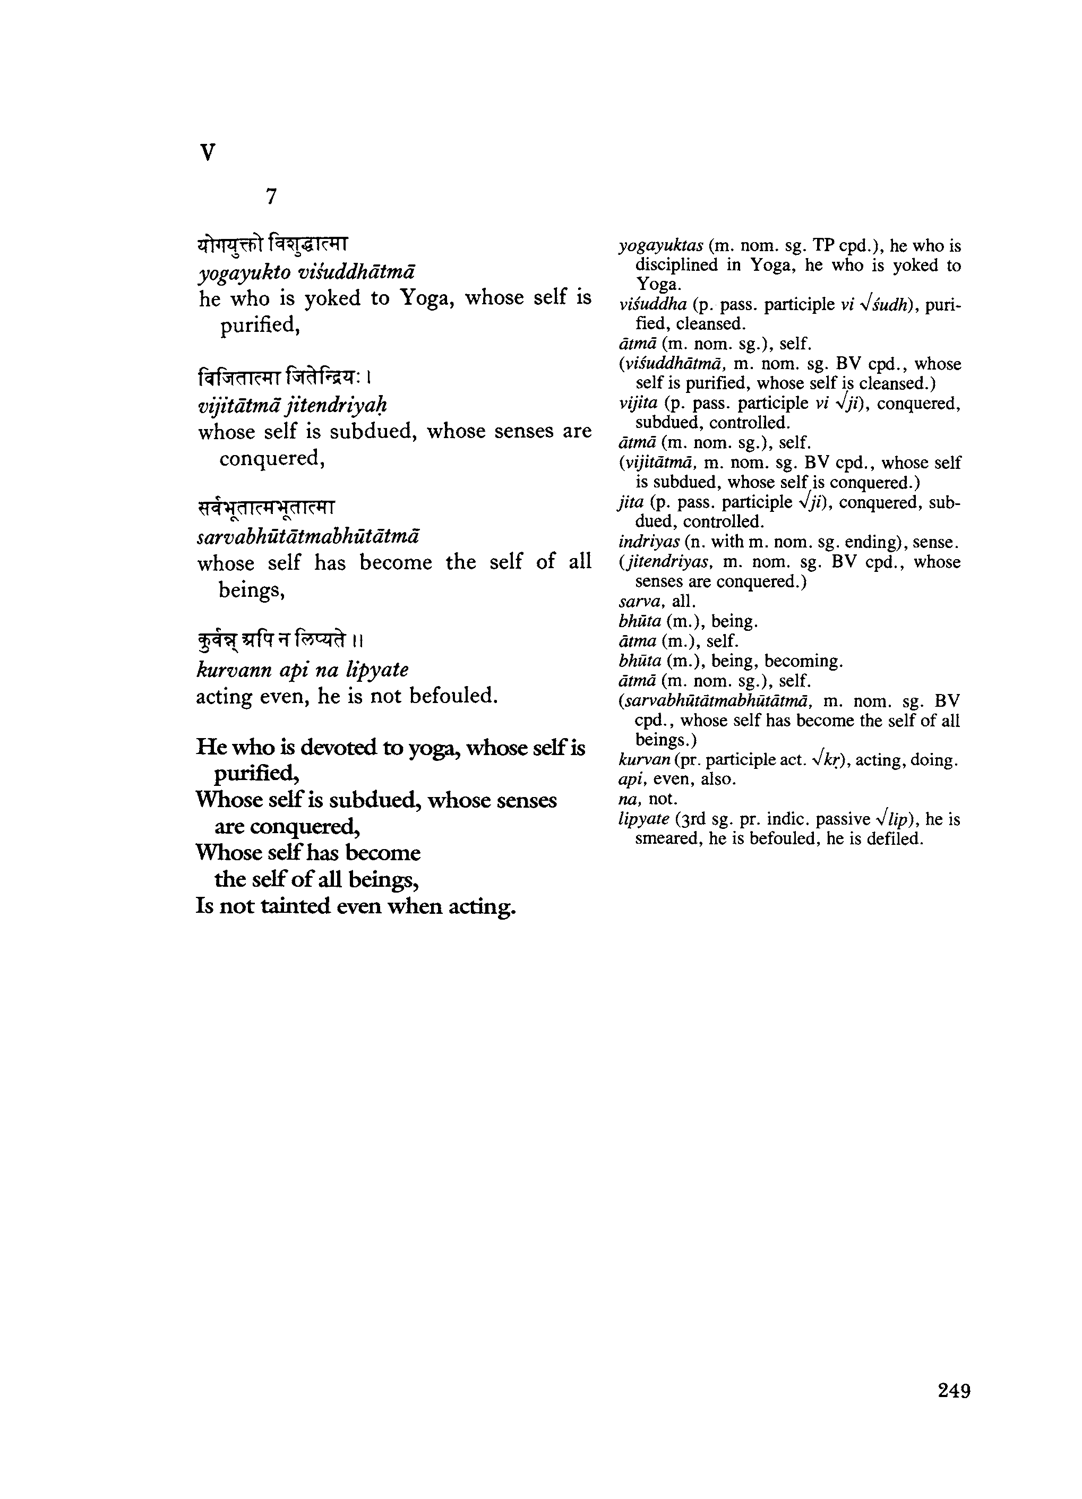 V
7
योगयुक्तो विशुद्धात्मा
yogayukto viśuddhātmā
he who is yoked to Yoga, whose self is
purified,
विजितात्मा जितेन्द्रियः ।
vijitātmā jitendriyaḥ
whose self is subdued, whose senses are
conquered,
सर्वभूतात्मभूतात्मा
sarvabhūtātmabhūtātmā
whose self has become the self of all
beings,
कुर्वन्न् अपि न लिप्यते ।।
kurvann api na lipyate
acting even, he is not befouled.
He who is devoted to yoga, whose self is
purified,
Whose self is subdued, whose senses
are conquered,
Whose self has become
the self of all beings,
Is not tainted even when acting.
yogayuktas (m. nom. sg. TP cpd.), he who is
disciplined in Yoga, he who is yoked to
Yoga.
viśuddha (p. pass. participle vi √śudh), puri-
fied, cleansed.
ātmā (m. nom. sg.), self.
(viśuddhātmā, m. nom. sg. BV cpd., whose
self is purified, whose self is cleansed.)
vijita (p. pass. participle vi √ji), conquered,
subdued, controlled.
ātmā (m. nom. sg.), self.
(vijitātmā, m. nom. sg. BV cpd., whose self
is subdued, whose self is conquered.)
jita (p. pass. participle √ji), conquered, sub-
dued, controlled.
indriyas (n. with m. nom. sg. ending), sense.
(jitendriyas, m. nom. sg. BV cpd., whose
senses are conquered.)
sarva, all.
bhūta (m.), being.
ātma (m.), self.
bhūta (m.), being, becoming.
ātmā (m. nom. sg.), self.
(sarvabhūtātmabhūtātmā, m. nom. sg. BV
cpd., whose self has become the self of all
beings.)
kurvan (pr. participle act. √kṛ), acting, doing.
api, even, also.
na, not.
lipyate (3rd sg. pr. indic. passive √lip), he is
smeared, he is befouled, he is defiled.
249